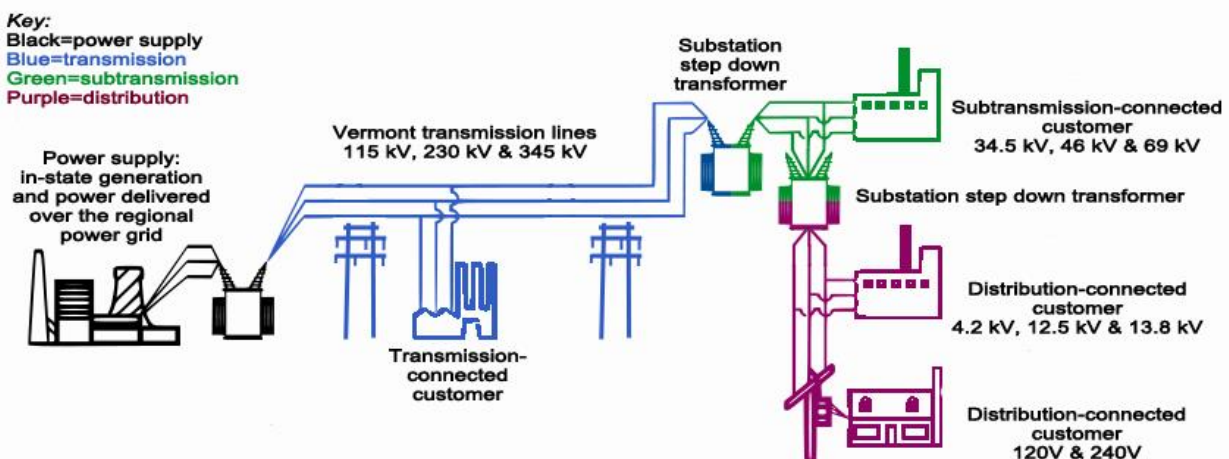 Key:
Black=power supply
Blue=transmission
Green=subtransmission
Purple=distribution
Power supply:
in-state generation
and power delivered
over the regional
power grid
Vermont transmission lines
115 kV, 230 kV & 345 kV
Transmission-
connected
customer
Substation
step down
transformer
Subtransmission-connected
customer
34.5 kV, 46 kV & 69 kV
Substation step down transformer
Distribution-connected
customer
4.2 kV, 12.5 kV & 13.8 kV
Distribution-connected
customer
120V & 240V